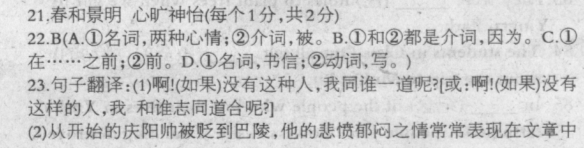 21.春和景明 心旷神怡(每个1分,共2分)
22.B(A.①名词,两种心情;②介词,被。B.①和②都是介词,因为。C.①
在……之前;②前。D.①名词,书信;②动词,写。)
23.句子翻译:(1)啊!(如果)没有这种人,我同谁一道呢?[或:啊!(如果)没有
这样的人,我 和谁志同道合呢?]
(2)从开始的庆阳帅被贬到巴陵,他的悲愤郁闷之情常常表现在文章中